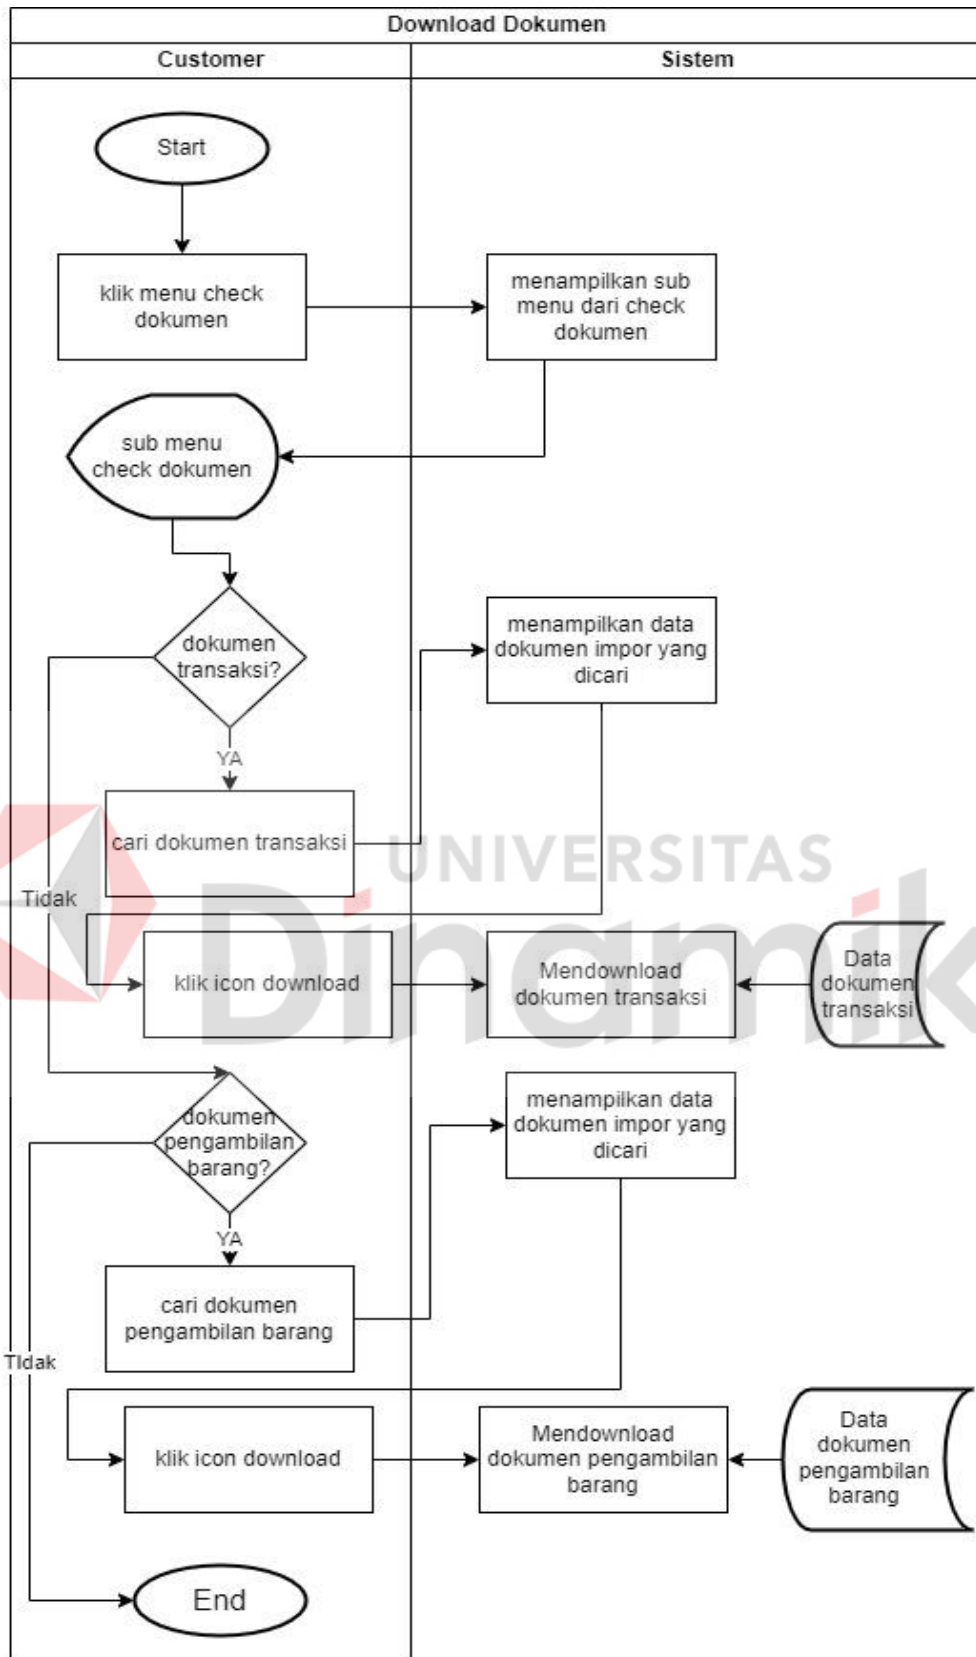 Download Dokumen
Customer
Sistem
Start
klik menu check
dokumen
menampilkan sub
menu dari check
dokumen
sub menu
check dokumen
dokumen
transaksi?
menampilkan data
dokumen impor yang
dicari
YA
cari dokumen transaksi
UNIVERSITAS
Dinamik
Tidak
klik icon download
Mendownload
dokumen transaksi
Data
dokumen
transaksi
dokumen
pengambilan
barang?
menampilkan data
dokumen impor yang
dicari
YA
cari dokumen
pengambilan barang
TIdak
klik icon download
Mendownload
dokumen pengambilan
barang
Data
dokumen
pengambilan
barang
End